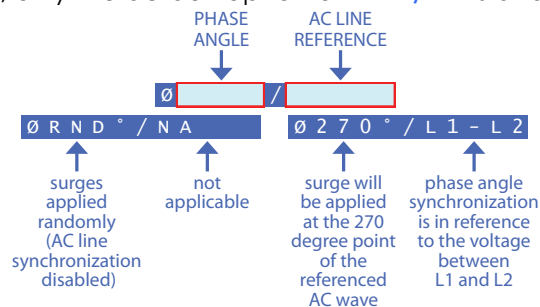 PHASE ANGLE
AC LINE REFERENCE
Ø /
ØRND°/NA
Ø270°/L1-L2
surges applied randomly (AC line synchronization disabled)
not applicable
surge will be applied at the 270 degree point of the referenced AC wave
phase angle synchronization is in reference to the voltage between L1 and L2